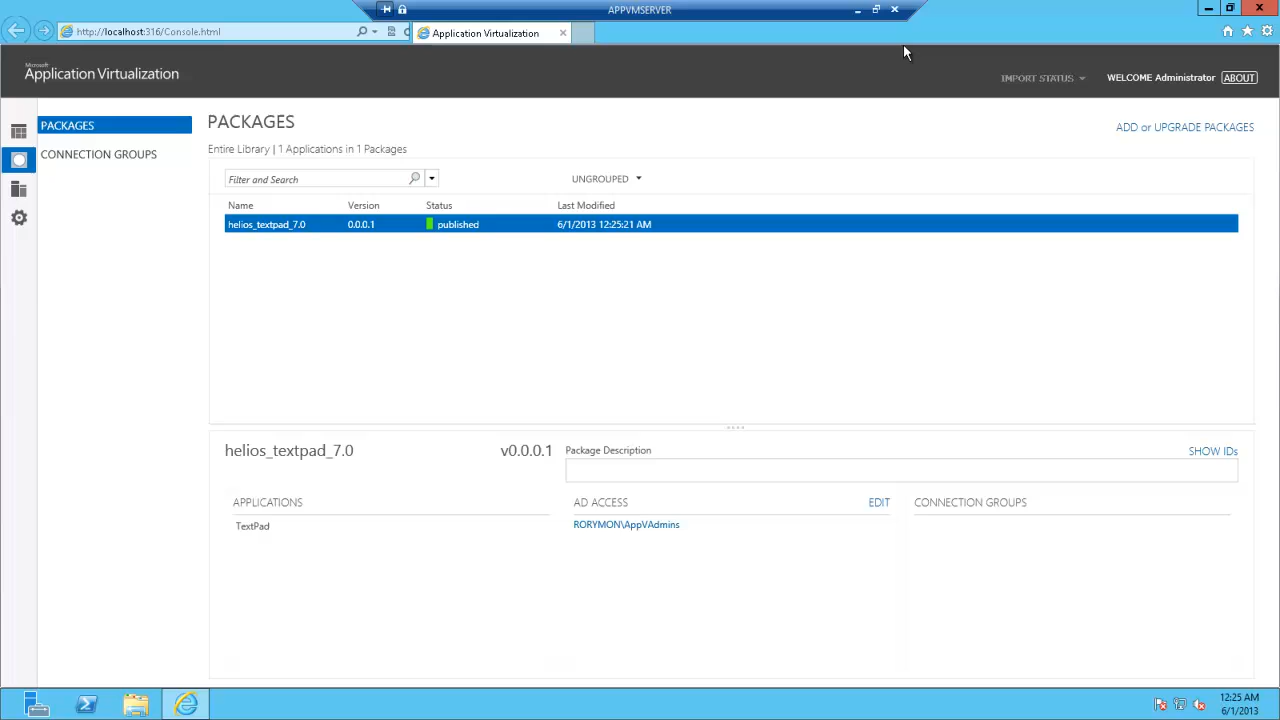 APPVMSERVER
http://localhost:316/Console.html
Application Virtualization
Microsoft
Application Virtualization
IMPORT STATUS
WELCOME Administrator
ABOUT
PACKAGES
CONNECTION GROUPS
PACKAGES
ADD or UPGRADE PACKAGES
Entire Library | 1 Applications in 1 Packages
Filter and Search
UNGROUPED
Name Version Status Last Modified
helios_textpad_7.0 0.0.0.1 published 6/1/2013 12:25:21 AM
helios_textpad_7.0 v0.0.0.1
Package Description
SHOW IDs
APPLICATIONS
TextPad
AD ACCESS
EDIT
RORYMON\AppVAdmins
CONNECTION GROUPS
12:25 AM
6/1/2013